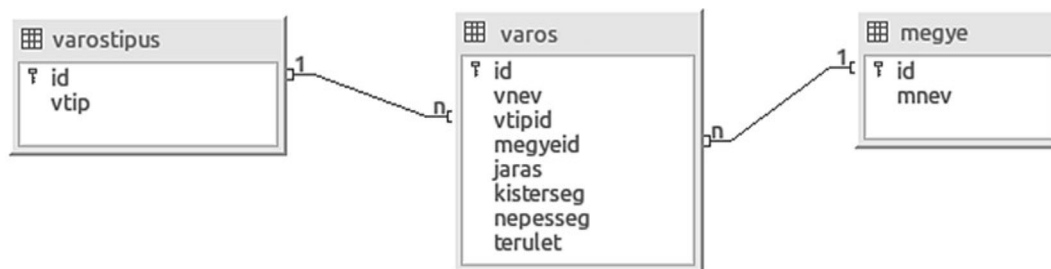 varostipus
id
vtip
1
n
varos
id
vnev
vtipid
megyeid
jaras
kisterseg
nepesseg
terulet
n
1
megye
id
mnev